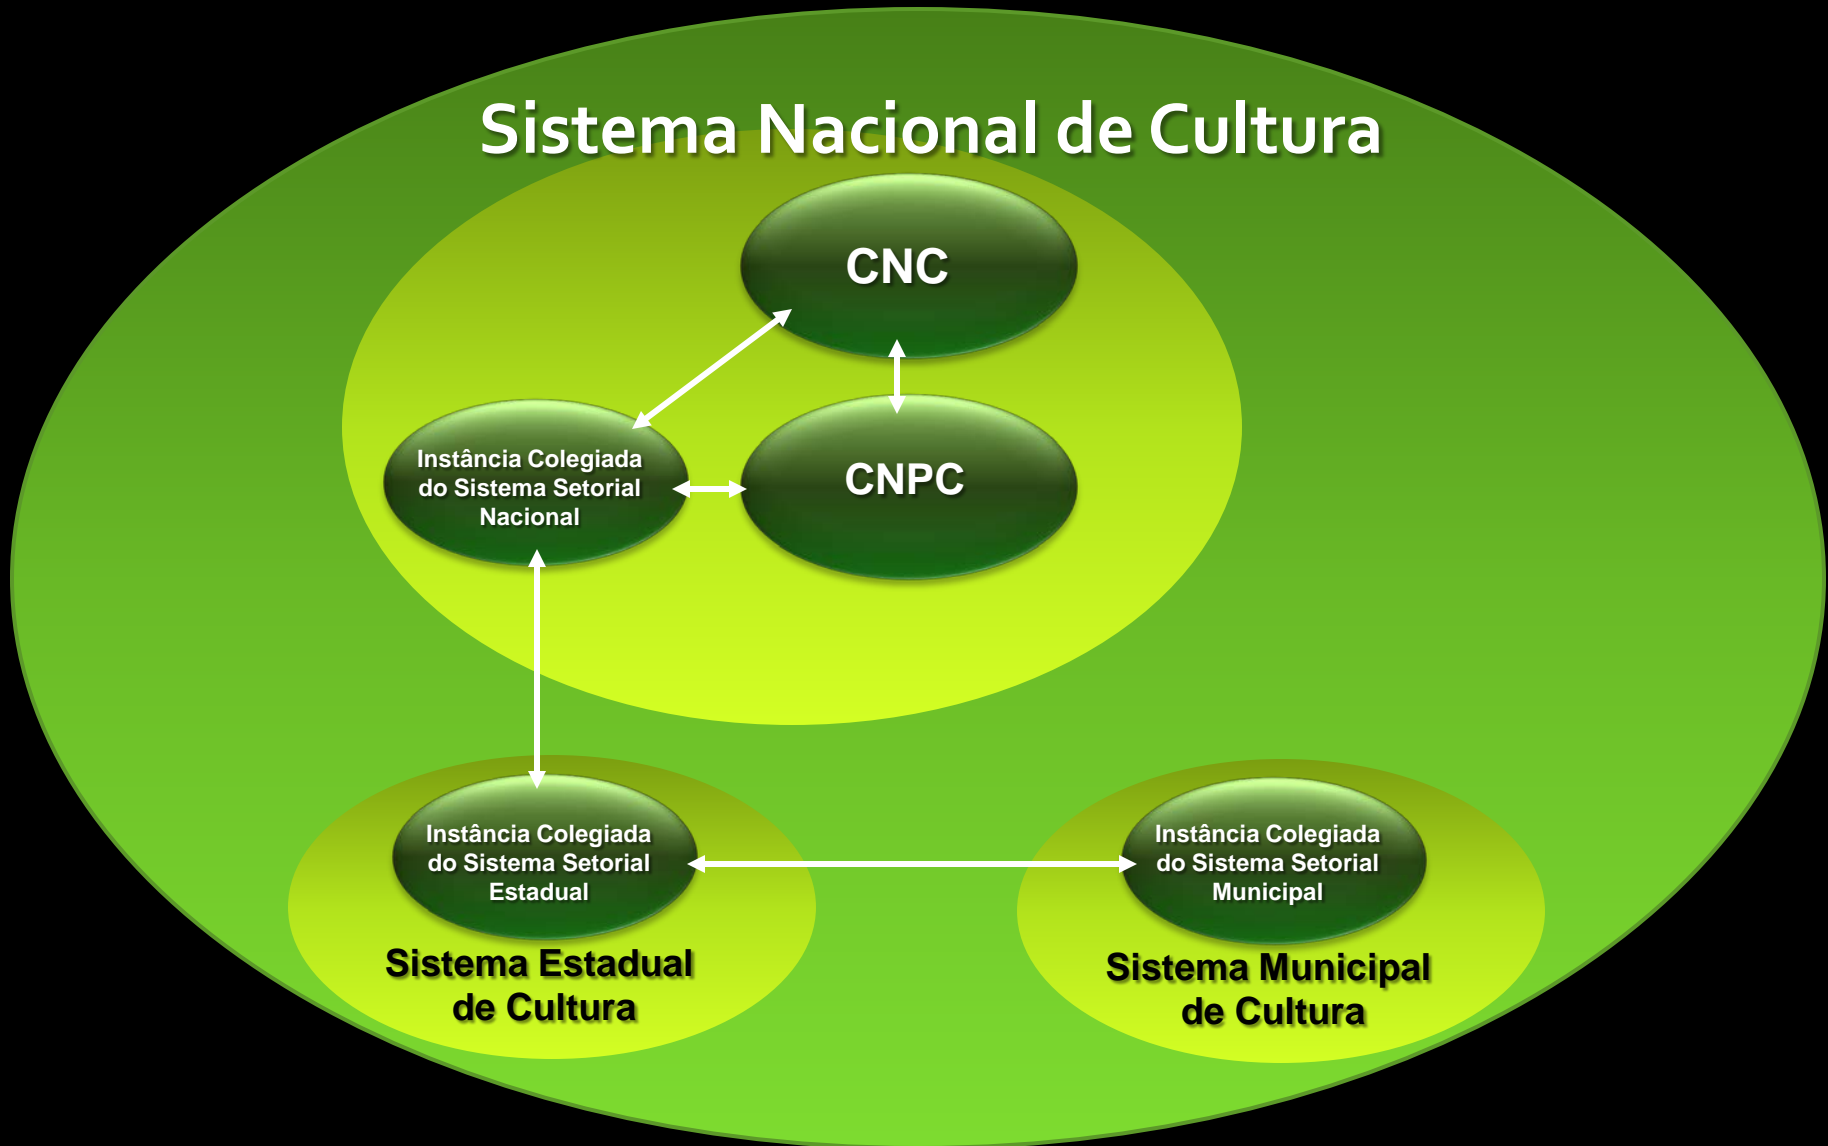 Sistema Nacional de Cultura
CNC
Instância Colegiada
do Sistema Setorial
Nacional
CNPC
Instância Colegiada
do Sistema Setorial
Estadual
Sistema Estadual
de Cultura
Instância Colegiada
do Sistema Setorial
Municipal
Sistema Municipal
de Cultura